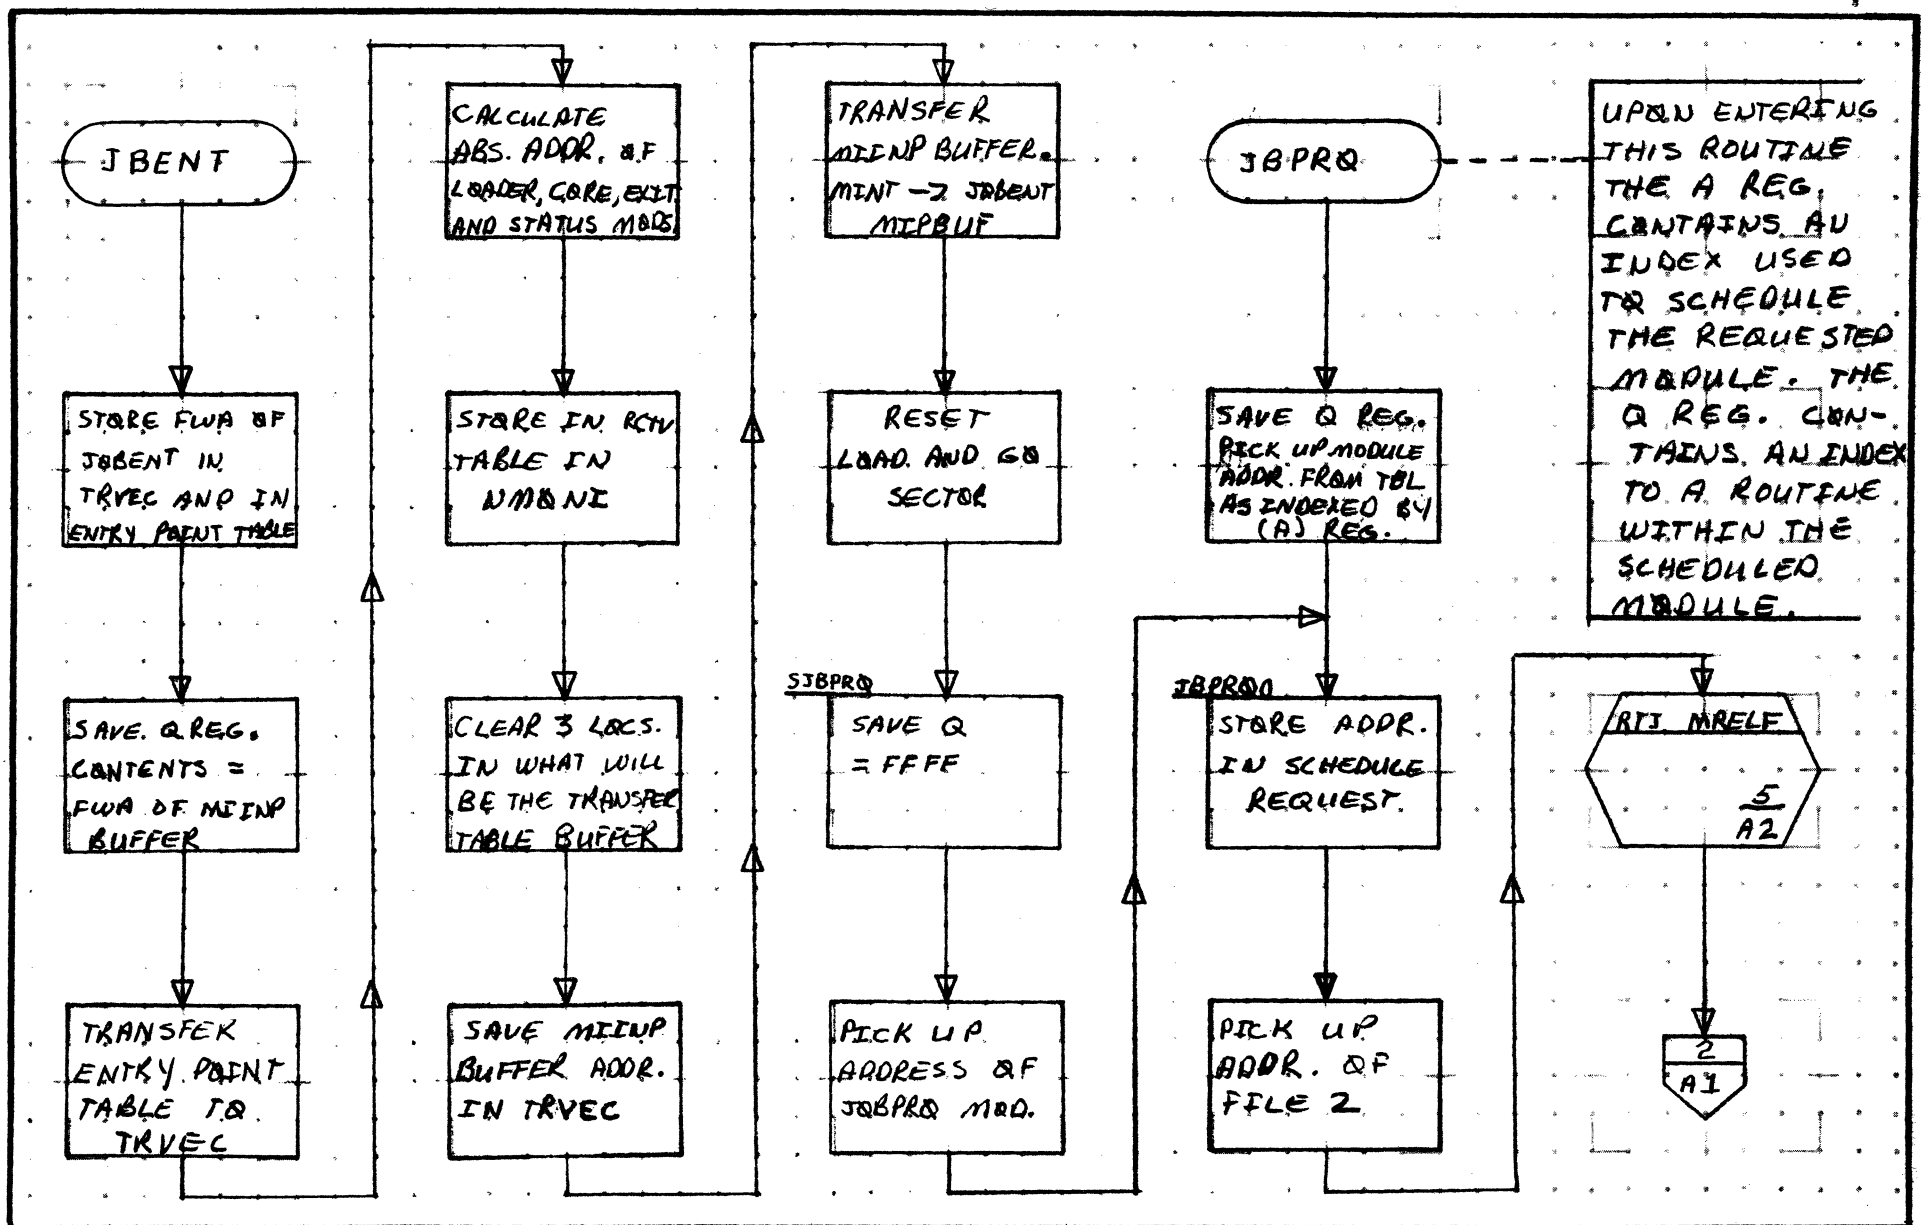 JBENT
STORE FWA OF
JOBENT IN
TRVEC AND IN
ENTRY POINT TABLE
SAVE. Q REG.
CONTENTS =
FWA OF MIINP
BUFFER
TRANSFER
ENTRY POINT
TABLE TO
TRVEC
CALCULATE
ABS. ADDR. OF
LOADER, CORE, EXIT
AND STATUS MODS.
STORE IN RCTV
TABLE IN
NMONI
CLEAR 3 LOCS.
IN WHAT WILL
BE THE TRANSFER
TABLE BUFFER
SAVE MIINP
BUFFER ADDR.
IN TRVEC
TRANSFER
MIINP BUFFER.
MINT -> JOBENT
MIPBUF
RESET
LOAD AND GO
SECTOR
SJBPRO
SAVE Q
= FFFF
PICK UP
ADDRESS OF
JOBPRO MOD.
JBPRO
SAVE Q REG.
PICK UP MODULE
ADDR. FROM TBL
AS INDEXED BY
(A) REG.
JBPRO0
STORE ADDR.
IN SCHEDULE
REQUEST.
PICK UP
ADDR. OF
FILE 2
UPON ENTERING
THIS ROUTINE
THE A REG.
CONTAINS AN
INDEX USED
TO SCHEDULE
THE REQUESTED
MODULE. THE
Q REG. CON-
TAINS AN INDEX
TO A ROUTINE
WITHIN THE
SCHEDULED
MODULE.
RTJ MRELF
5
A2
2
A1